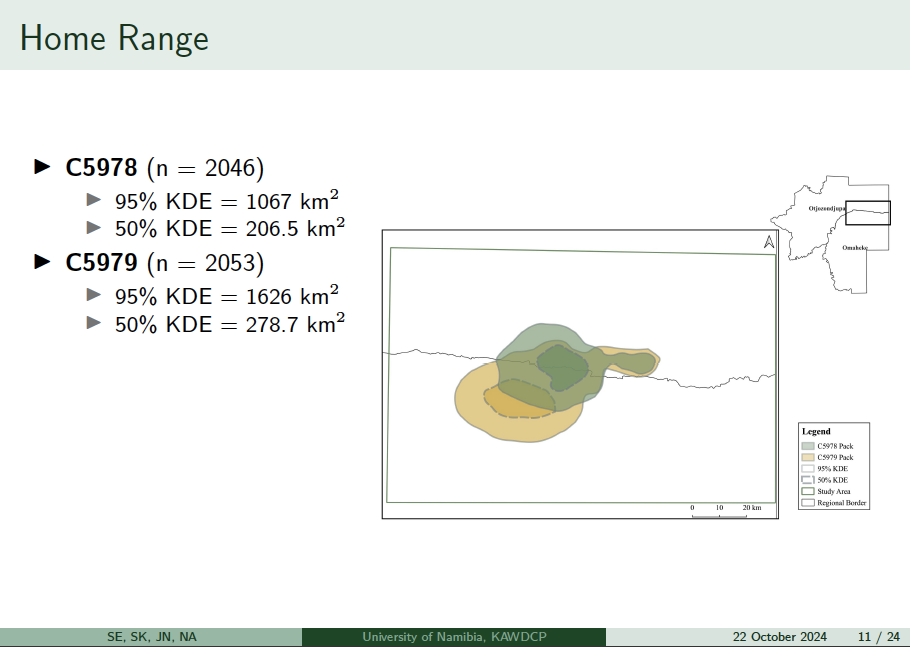 Home Range
C5978 (n = 2046)
95% KDE = 1067 km²
50% KDE = 206.5 km²
C5979 (n = 2053)
95% KDE = 1626 km²
50% KDE = 278.7 km²
Otjozondjupa
Omaheke
0 10 20 km
Legend
C5978 Pack
C5979 Pack
95% KDE
50% KDE
Study Area
Regional Border
SE, SK, JN, NA
University of Namibia, KAWDCP
22 October 2024
11 / 24